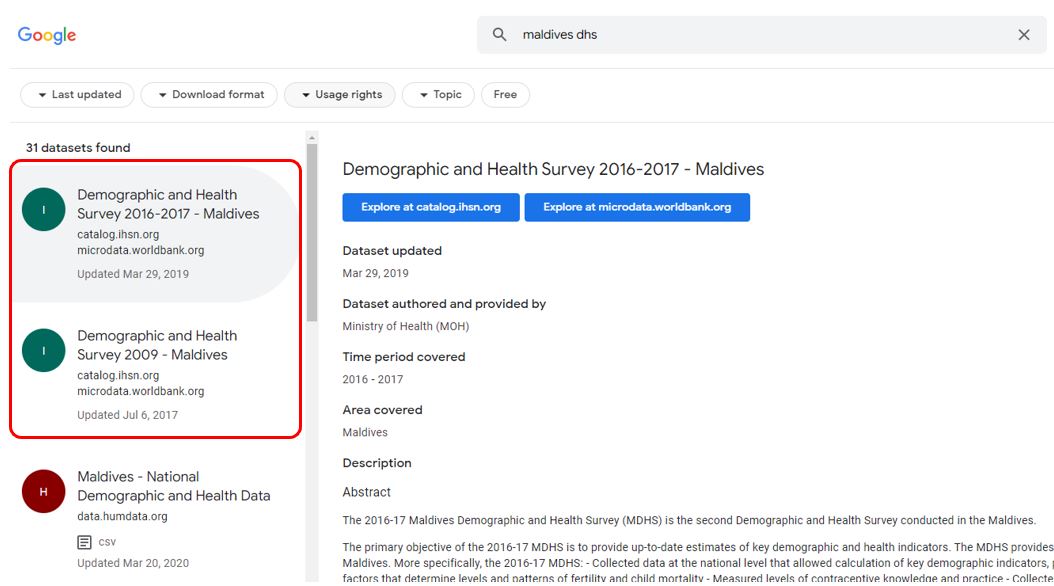 Google
maldives dhs
Last updated
Download format
Usage rights
Topic
Free
31 datasets found
I
Demographic and Health
Survey 2016-2017 - Maldives
catalog.ihsn.org
microdata.worldbank.org
Updated Mar 29, 2019
I
Demographic and Health
Survey 2009 - Maldives
catalog.ihsn.org
microdata.worldbank.org
Updated Jul 6, 2017
H
Maldives - National
Demographic and Health Data
data.humdata.org
csv
Updated Mar 20, 2020
Demographic and Health Survey 2016-2017 - Maldives
Explore at catalog.ihsn.org
Explore at microdata.worldbank.org
Dataset updated
Mar 29, 2019
Dataset authored and provided by
Ministry of Health (MOH)
Time period covered
2016 - 2017
Area covered
Maldives
Description
Abstract
The 2016-17 Maldives Demographic and Health Survey (MDHS) is the second Demographic and Health Survey conducted in the Maldives.
The primary objective of the 2016-17 MDHS is to provide up-to-date estimates of key demographic and health indicators. The MDHS provides
Maldives. More specifically, the 2016-17 MDHS: - Collected data at the national level that allowed calculation of key demographic indicators,
factors that determine levels and patterns of fertility and child mortality - Measured levels of contraceptive knowledge and practice - Collec